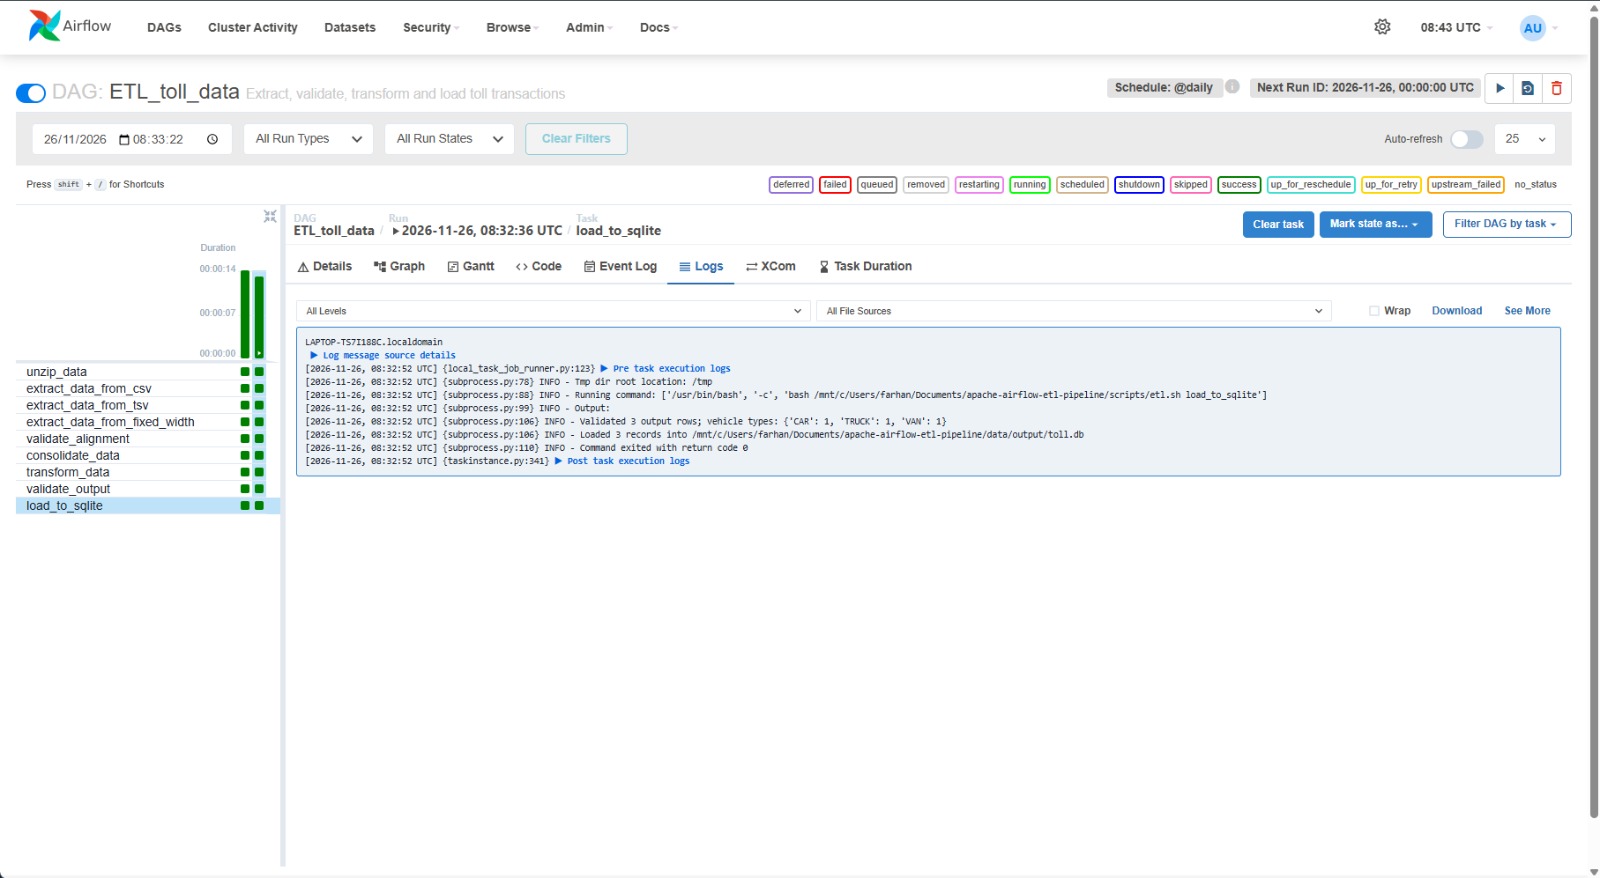 Airflow DAGs Cluster Activity Datasets Security Browse Admin Docs 08:43 UTC AU
DAG: ETL_toll_data Extract, validate, transform and load toll transactions
Schedule: @daily i Next Run ID: 2026-11-26, 00:00:00 UTC
26/11/2026 08:33:22 All Run Types All Run States Clear Filters Auto-refresh 25
Press shift + / for Shortcuts
deferred failed queued removed restarting running scheduled shutdown skipped success up_for_reschedule up_for_retry upstream_failed no_status
DAG Run Task
ETL_toll_data / 2026-11-26, 08:32:36 UTC / load_to_sqlite
Clear task Mark state as... Filter DAG by task
Duration
00:00:14
00:00:07
00:00:00
unzip_data
extract_data_from_csv
extract_data_from_tsv
extract_data_from_fixed_width
validate_alignment
consolidate_data
transform_data
validate_output
load_to_sqlite
Details Graph Gantt Code Event Log Logs XCom Task Duration
All Levels All File Sources Wrap Download See More
LAPTOP-TS7I188C.localdomain
▶ Log message source details
[2026-11-26, 08:32:52 UTC] {local_task_job_runner.py:123} ▶ Pre task execution logs
[2026-11-26, 08:32:52 UTC] {subprocess.py:78} INFO - Tmp dir root location: /tmp
[2026-11-26, 08:32:52 UTC] {subprocess.py:88} INFO - Running command: ['/usr/bin/bash', '-c', 'bash /mnt/c/Users/farhan/Documents/apache-airflow-etl-pipeline/scripts/etl.sh load_to_sqlite']
[2026-11-26, 08:32:52 UTC] {subprocess.py:99} INFO - Output:
[2026-11-26, 08:32:52 UTC] {subprocess.py:106} INFO - Validated 3 output rows; vehicle types: {'CAR': 1, 'TRUCK': 1, 'VAN': 1}
[2026-11-26, 08:32:52 UTC] {subprocess.py:106} INFO - Loaded 3 records into /mnt/c/Users/farhan/Documents/apache-airflow-etl-pipeline/data/output/toll.db
[2026-11-26, 08:32:52 UTC] {subprocess.py:110} INFO - Command exited with return code 0
[2026-11-26, 08:32:52 UTC] {taskinstance.py:341} ▶ Post task execution logs